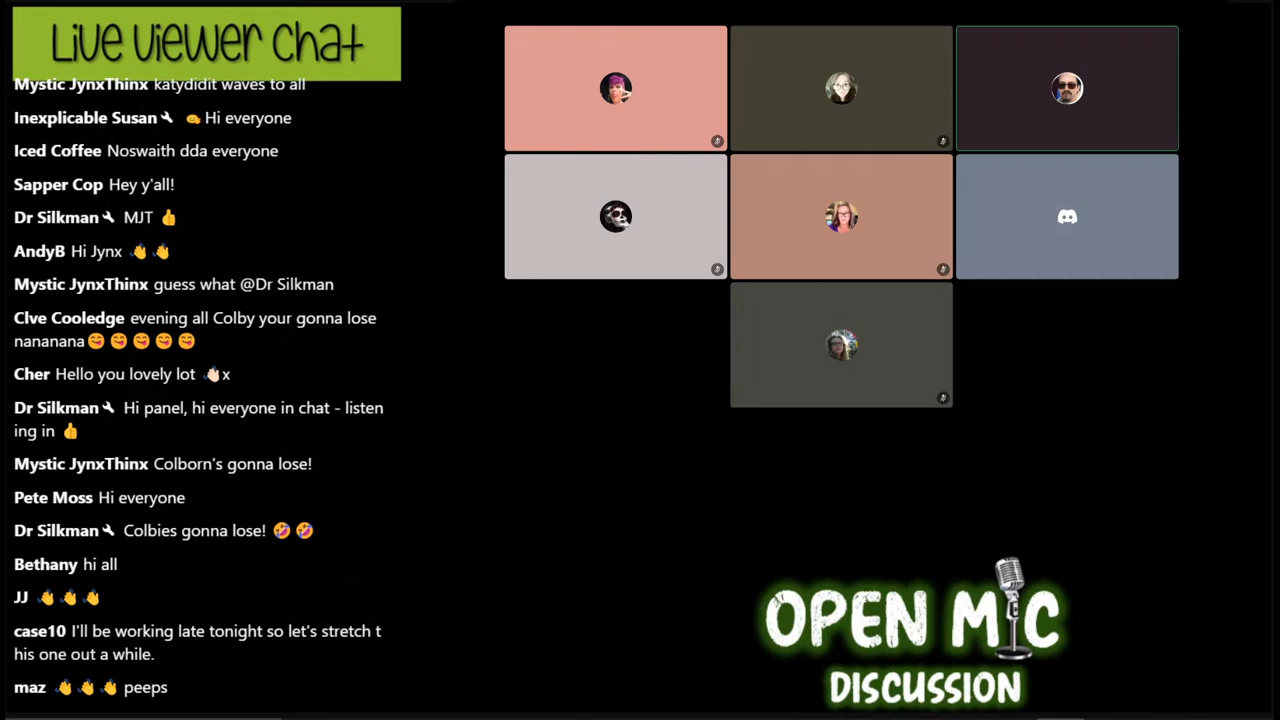 Live Viewer Chat
Mystic JynxThinx katydidit waves to all
Inexplicable Susan Hi everyone
Iced Coffee Noswaith dda everyone
Sapper Cop Hey y'all!
Dr Silkman MJT 👍
AndyB Hi Jynx 👋 👋
Mystic JynxThinx guess what @Dr Silkman
Clve Cooledge evening all Colby your gonna lose
nananana😋 😋 😋 😋 😋
Cher Hello you lovely lot 👋🏻x
Dr Silkman Hi panel, hi everyone in chat - listen
ing in 👍
Mystic JynxThinx Colborn's gonna lose!
Pete Moss Hi everyone
Dr Silkman Colbies gonna lose! 🤣 🤣
Bethany hi all
JJ 👋 👋 👋
case10 I'll be working late tonight so let's stretch t
his one out a while.
maz 👋 👋 👋 peeps
OPEN MIC
DISCUSSION